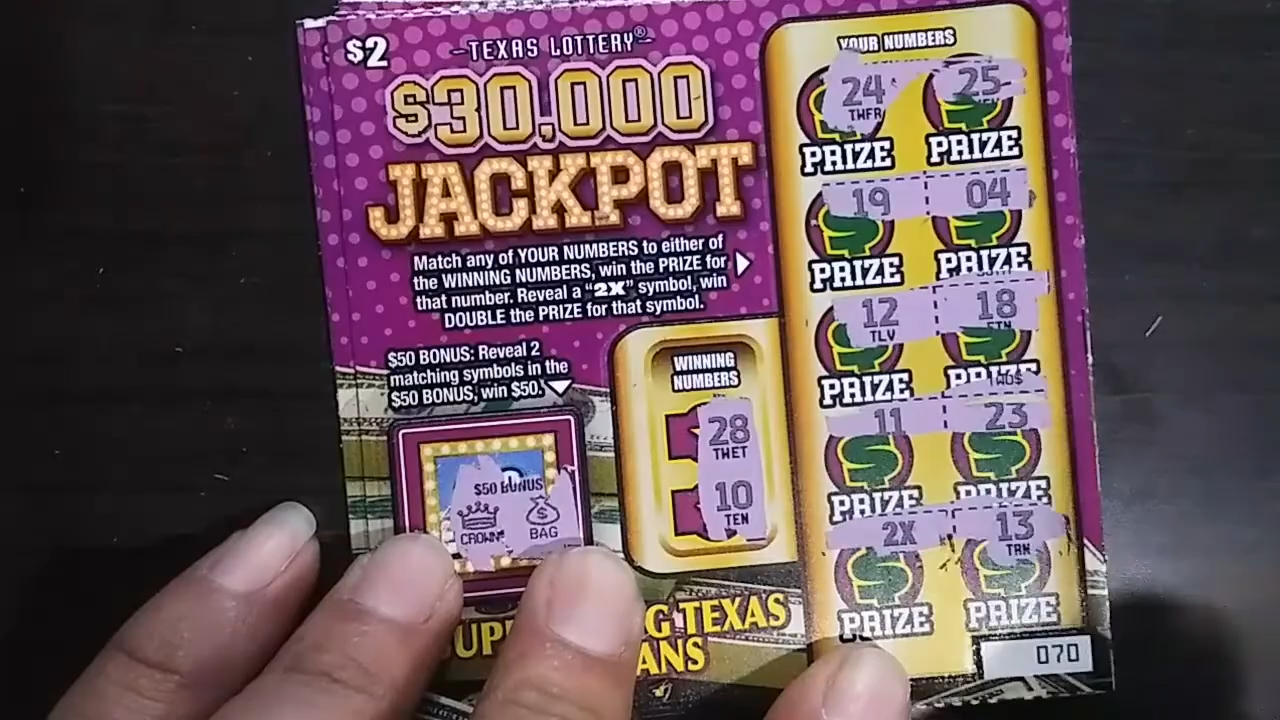 $2
TEXAS LOTTERY®
$30,000
JACKPOT
Match any of YOUR NUMBERS to either of
the WINNING NUMBERS, win the PRIZE for
that number. Reveal a "2X" symbol, win
DOUBLE the PRIZE for that symbol.
$50 BONUS: Reveal 2
matching symbols in the
$50 BONUS, win $50.
$50 BONUS
CROWN BAG
WINNING
NUMBERS
28
TWET
10
TEN
YOUR NUMBERS
24 25
TWFR
PRIZE PRIZE
19 04
PRIZE PRIZE
12 18
TLV ETN
PRIZE PRIZE
TWO$
11 23
PRIZE PRIZE
2X 13
TRN
PRIZE PRIZE
TEXAS
070